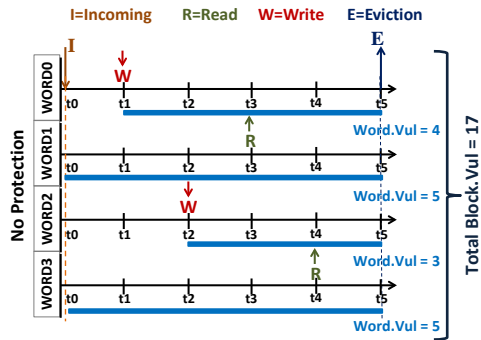 I=Incoming R=Read W=Write E=Eviction
I
E
No Protection
WORD0
W
t0 t1 t2 t3 t4 t5
R
Word.Vul = 4
WORD1
t0 t1 t2 t3 t4 t5
Word.Vul = 5
WORD2
W
t0 t1 t2 t3 t4 t5
R
Word.Vul = 3
WORD3
t0 t1 t2 t3 t4 t5
Word.Vul = 5
Total Block.Vul = 17